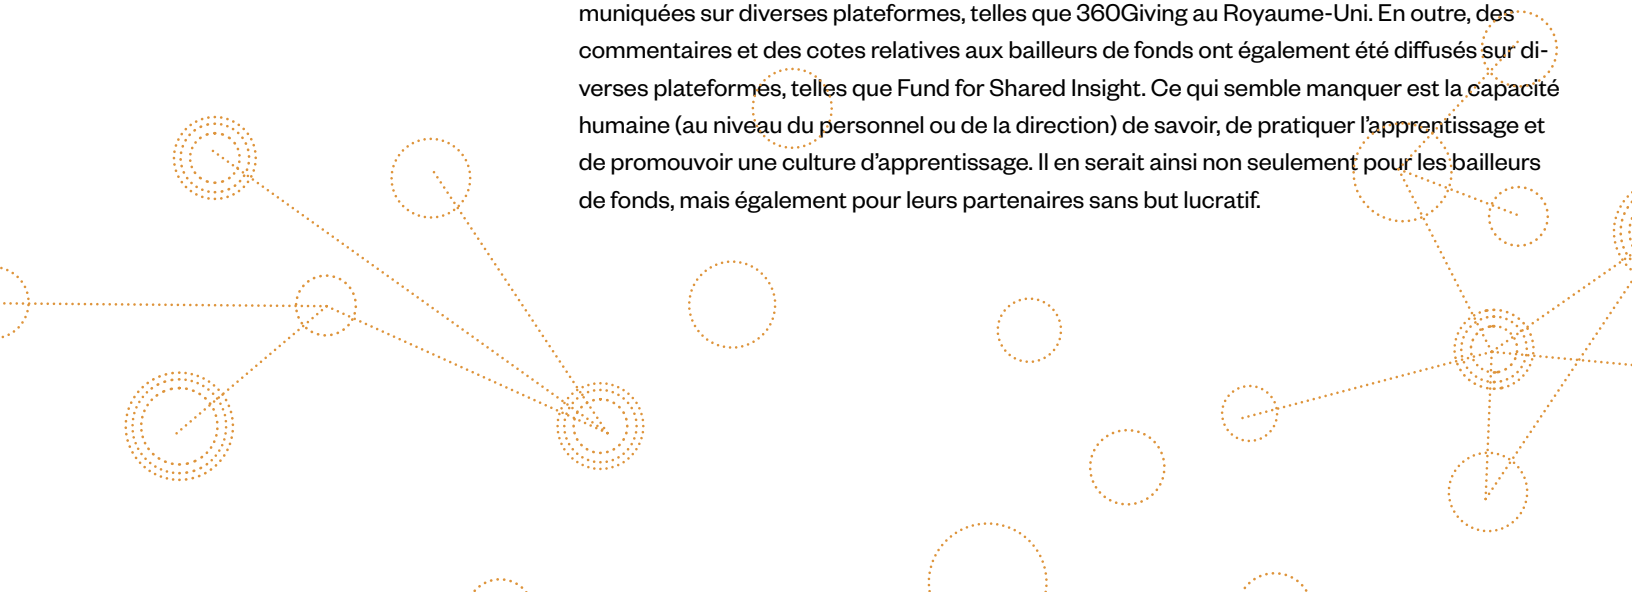 muniquées sur diverses plateformes, telles que 360Giving au Royaume-Uni. En outre, des
commentaires et des cotes relatives aux bailleurs de fonds ont également été diffusés sur di-
verses plateformes, telles que Fund for Shared Insight. Ce qui semble manquer est la capacité
humaine (au niveau du personnel ou de la direction) de savoir, de pratiquer l’apprentissage et
de promouvoir une culture d’apprentissage. Il en serait ainsi non seulement pour les bailleurs
de fonds, mais également pour leurs partenaires sans but lucratif.